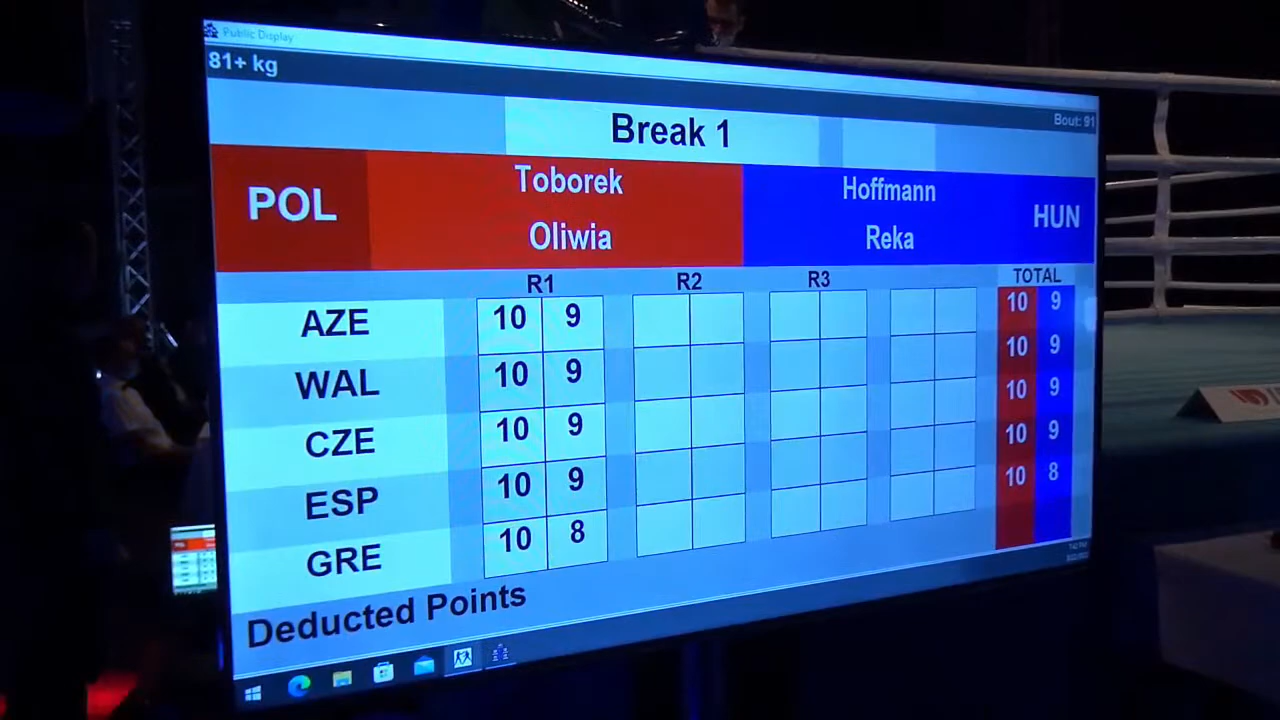 Public Display
81+ kg
Bout: 91
Break 1
POL
Toborek
Oliwia
Hoffmann
Reka
HUN
R1 R2 R3 TOTAL
AZE 10 9 10 9
WAL 10 9 10 9
CZE 10 9 10 9
ESP 10 9 10 9
GRE 10 8 10 8
Deducted Points